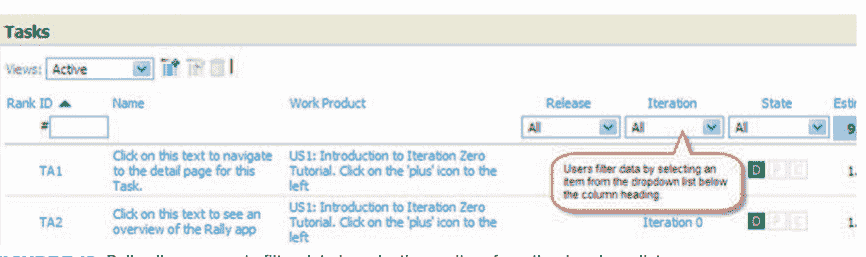 Tasks
Views: Active
Rank ID Name Work Product Release Iteration State Esti
# All All All 9
TA1
Click on this text to navigate
to the detail page for this
Task.
US1: Introduction to Iteration Zero
Tutorial. Click on the 'plus' icon to the
left
Users filter data by selecting an
item from the dropdown list below
the column heading.
D P C 1.
TA2
Click on this text to see an
overview of the Rally app
US1: Introduction to Iteration Zero
Tutorial. Click on the 'plus' icon to the
left
Iteration 0
D P C 1.